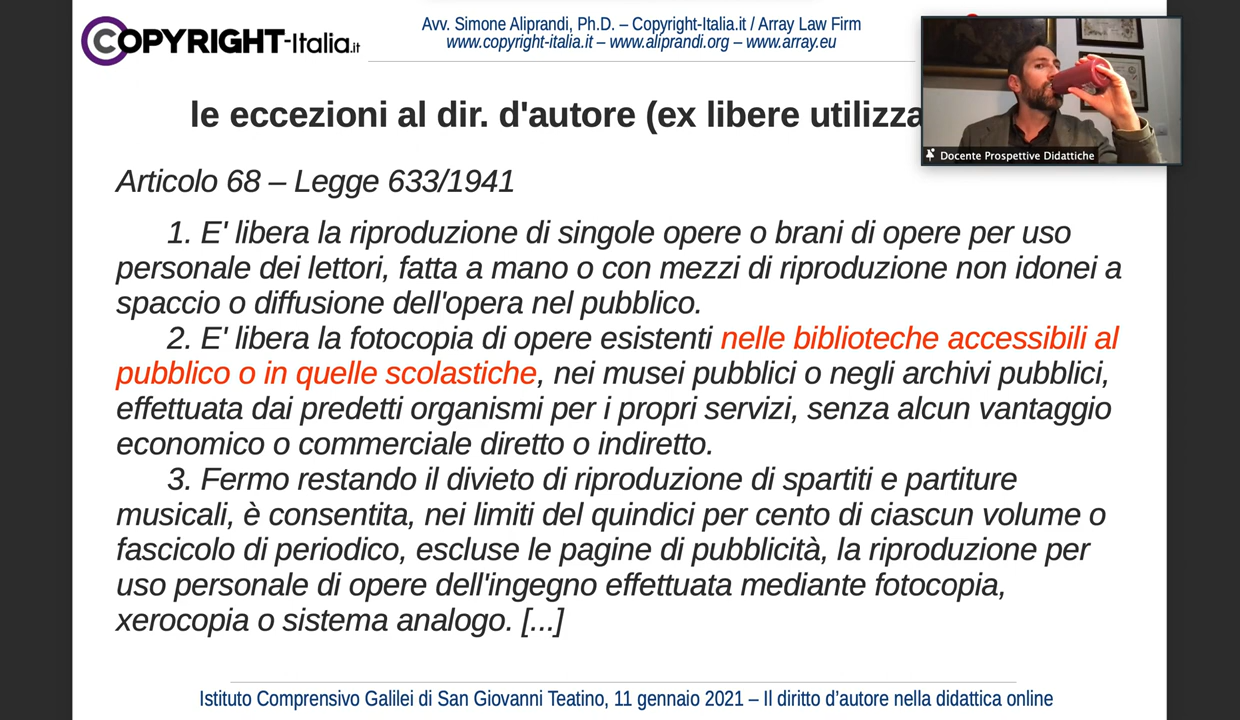 COPYRIGHT-Italia.it
Avv. Simone Aliprandi, Ph.D. – Copyright-Italia.it / Array Law Firm
www.copyright-italia.it – www.aliprandi.org – www.array.eu
le eccezioni al dir. d'autore (ex libere utilizza
Docente Prospettive Didattiche
Articolo 68 – Legge 633/1941
1. E' libera la riproduzione di singole opere o brani di opere per uso
personale dei lettori, fatta a mano o con mezzi di riproduzione non idonei a
spaccio o diffusione dell'opera nel pubblico.
2. E' libera la fotocopia di opere esistenti nelle biblioteche accessibili al
pubblico o in quelle scolastiche, nei musei pubblici o negli archivi pubblici,
effettuata dai predetti organismi per i propri servizi, senza alcun vantaggio
economico o commerciale diretto o indiretto.
3. Fermo restando il divieto di riproduzione di spartiti e partiture
musicali, è consentita, nei limiti del quindici per cento di ciascun volume o
fascicolo di periodico, escluse le pagine di pubblicità, la riproduzione per
uso personale di opere dell'ingegno effettuata mediante fotocopia,
xerocopia o sistema analogo. [...]
Istituto Comprensivo Galilei di San Giovanni Teatino, 11 gennaio 2021 – Il diritto d’autore nella didattica online